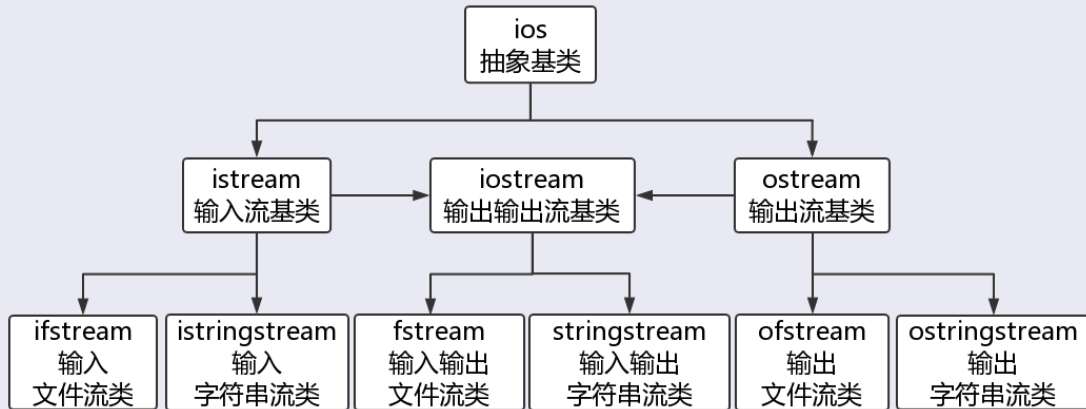 ios
抽象基类
istream
输入流基类
iostream
输出输出流基类
ostream
输出流基类
ifstream
输入
文件流类
istringstream
输入
字符串流类
fstream
输入输出
文件流类
stringstream
输入输出
字符串流类
ofstream
输出
文件流类
ostringstream
输出
字符串流类